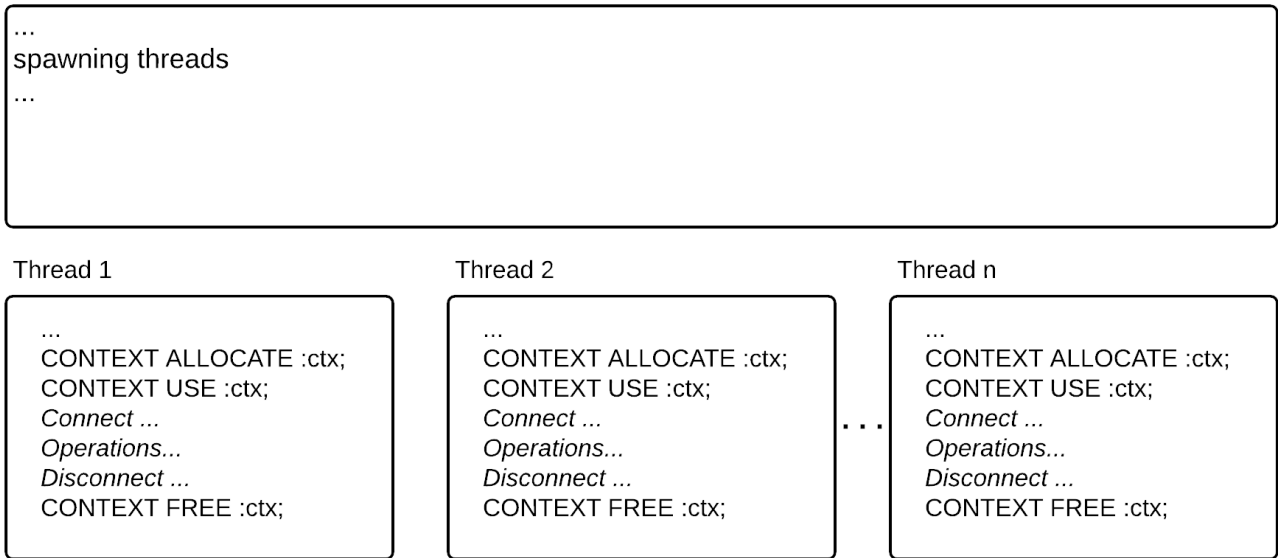 ...
spawning threads
...
Thread 1
...
CONTEXT ALLOCATE :ctx;
CONTEXT USE :ctx;
Connect ...
Operations...
Disconnect ...
CONTEXT FREE :ctx;
Thread 2
...
CONTEXT ALLOCATE :ctx;
CONTEXT USE :ctx;
Connect ...
Operations...
Disconnect ...
CONTEXT FREE :ctx;
...
Thread n
...
CONTEXT ALLOCATE :ctx;
CONTEXT USE :ctx;
Connect ...
Operations...
Disconnect ...
CONTEXT FREE :ctx;